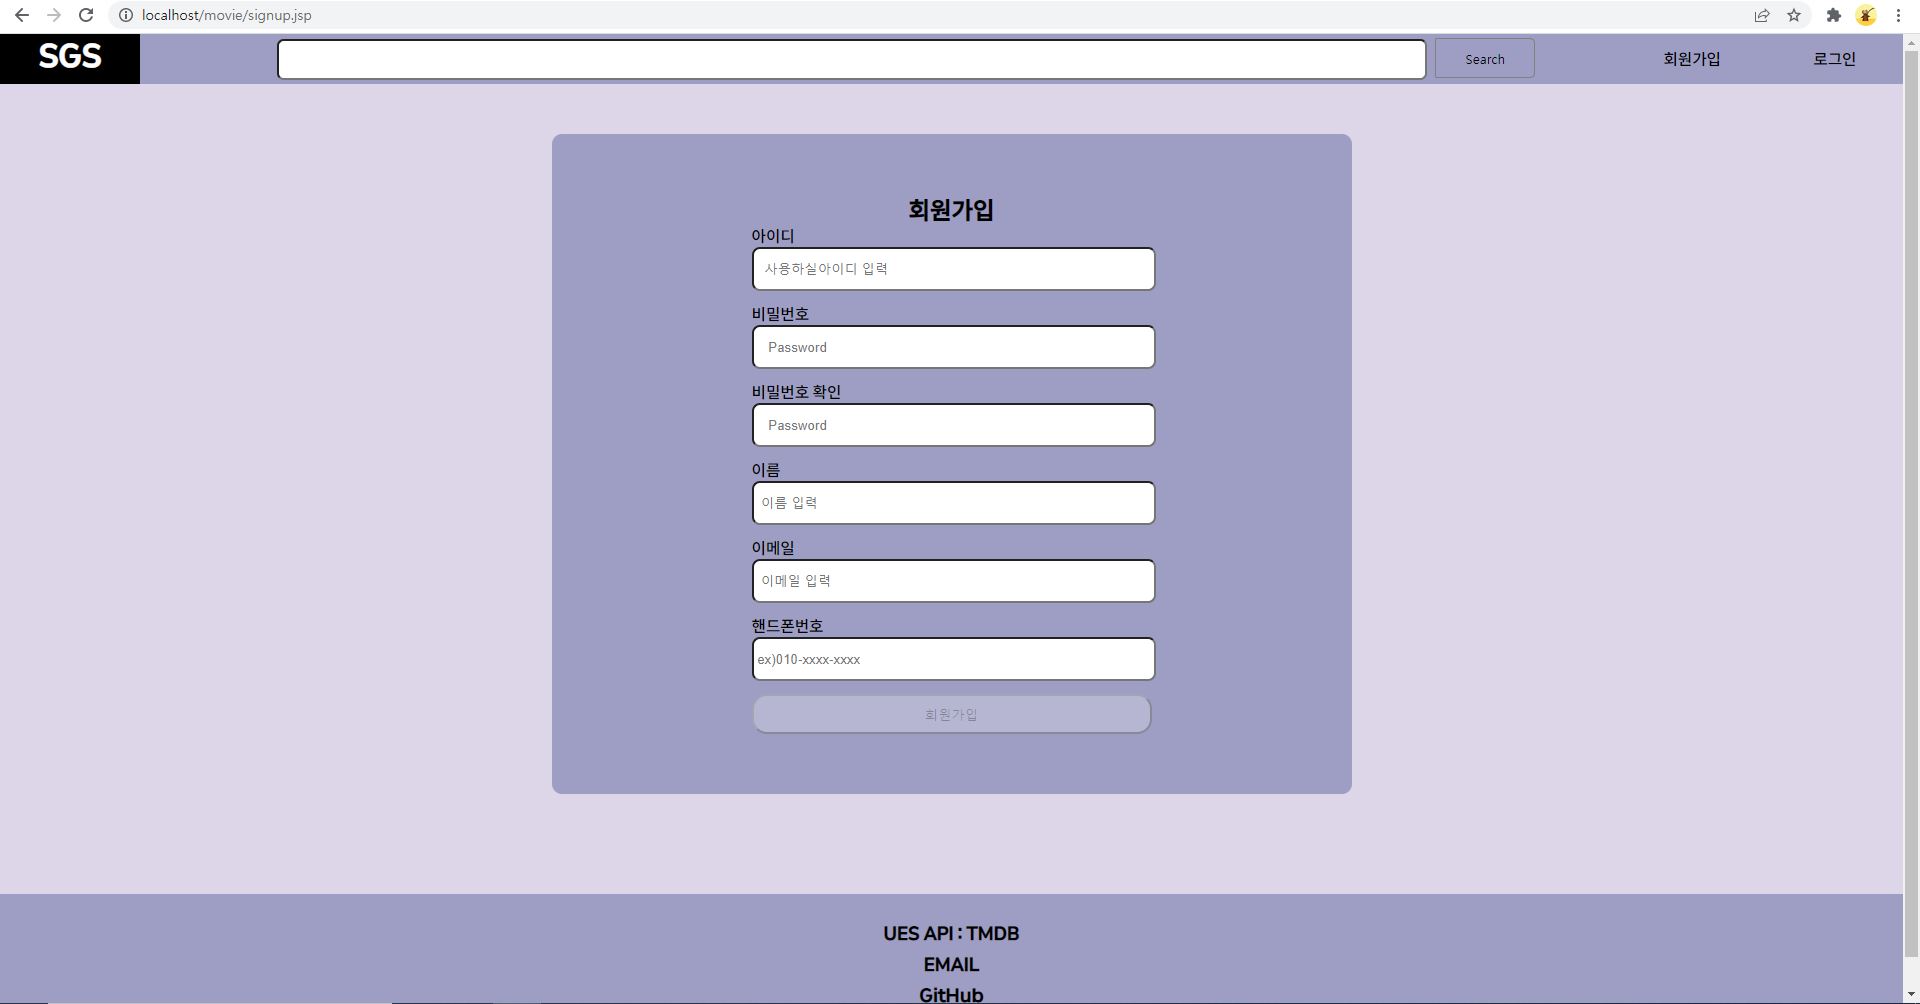 localhost/movie/signup.jsp
SGS
Search
회원가입
로그인
회원가입
아이디
사용하실아이디 입력
비밀번호
Password
비밀번호 확인
Password
이름
이름 입력
이메일
이메일 입력
핸드폰번호
ex)010-xxxx-xxxx
회원가입
UES API : TMDB
EMAIL
GitHub